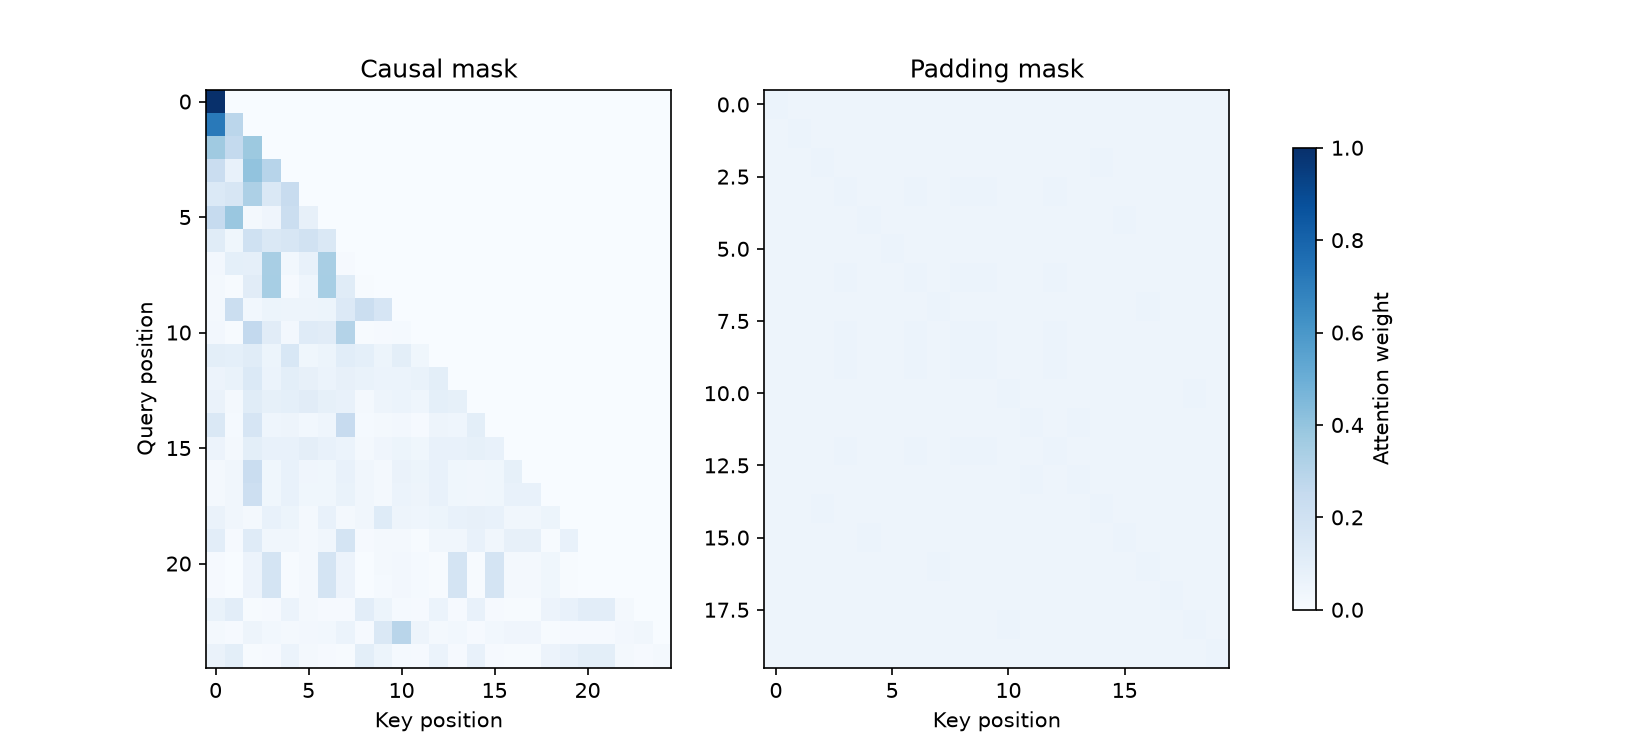 Causal mask
0
5
10
15
20
Query position
0 5 10 15 20
Key position
Padding mask
0.0
2.5
5.0
7.5
10.0
12.5
15.0
17.5
0 5 10 15
Key position
1.0
0.8
0.6
0.4
0.2
0.0
Attention weight